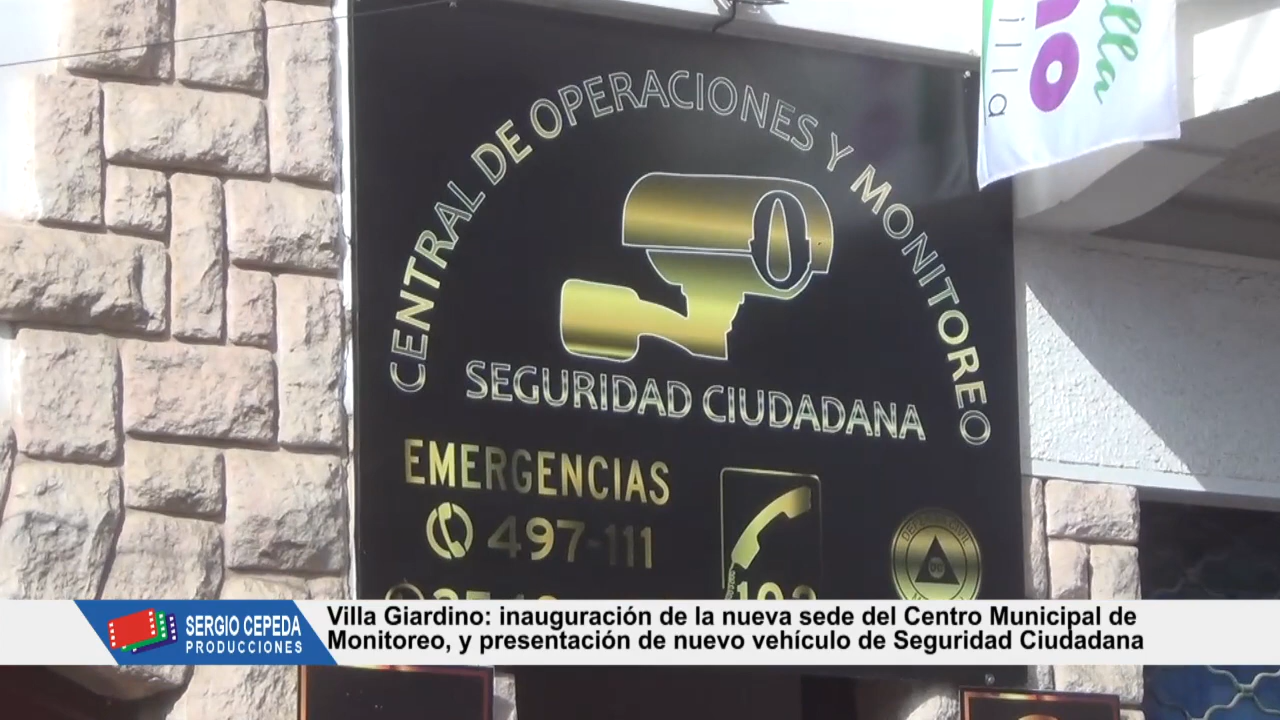 CENTRAL DE OPERACIONES Y MONITOREO
SEGURIDAD CIUDADANA
EMERGENCIAS
497-111
illa
SERGIO CEPEDA
PRODUCCIONES
Villa Giardino: inauguración de la nueva sede del Centro Municipal de
Monitoreo, y presentación de nuevo vehículo de Seguridad Ciudadana